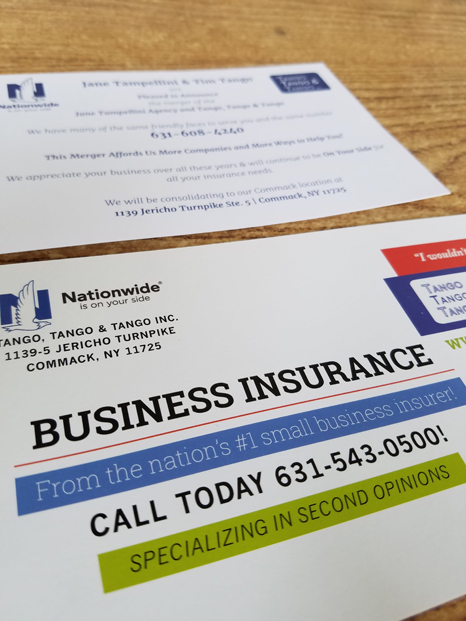 Nationwide
Jane Tampellini & Tim Tango
Pleased to Announce
the merger of the
Jane Tampellini Agency and Tango, Tango & Tango
We have many of the same friendly faces to serve you and the same number
631-608-4240
This Merger Affords Us More Companies and More Ways to Help You!
We appreciate your business over all these years & will continue to be On Your Side for
all your insurance needs.
We will be consolidating to our Commack location at
1139 Jericho Turnpike Ste. 5 | Commack, NY 11725
Nationwide®
is on your side
TANGO, TANGO & TANGO INC.
1139-5 JERICHO TURNPIKE
COMMACK, NY 11725
"I wouldn't
TANGO
TANGO
TANGO
BUSINESS INSURANCE
From the nation's #1 small business insurer!
CALL TODAY 631-543-0500!
SPECIALIZING IN SECOND OPINIONS